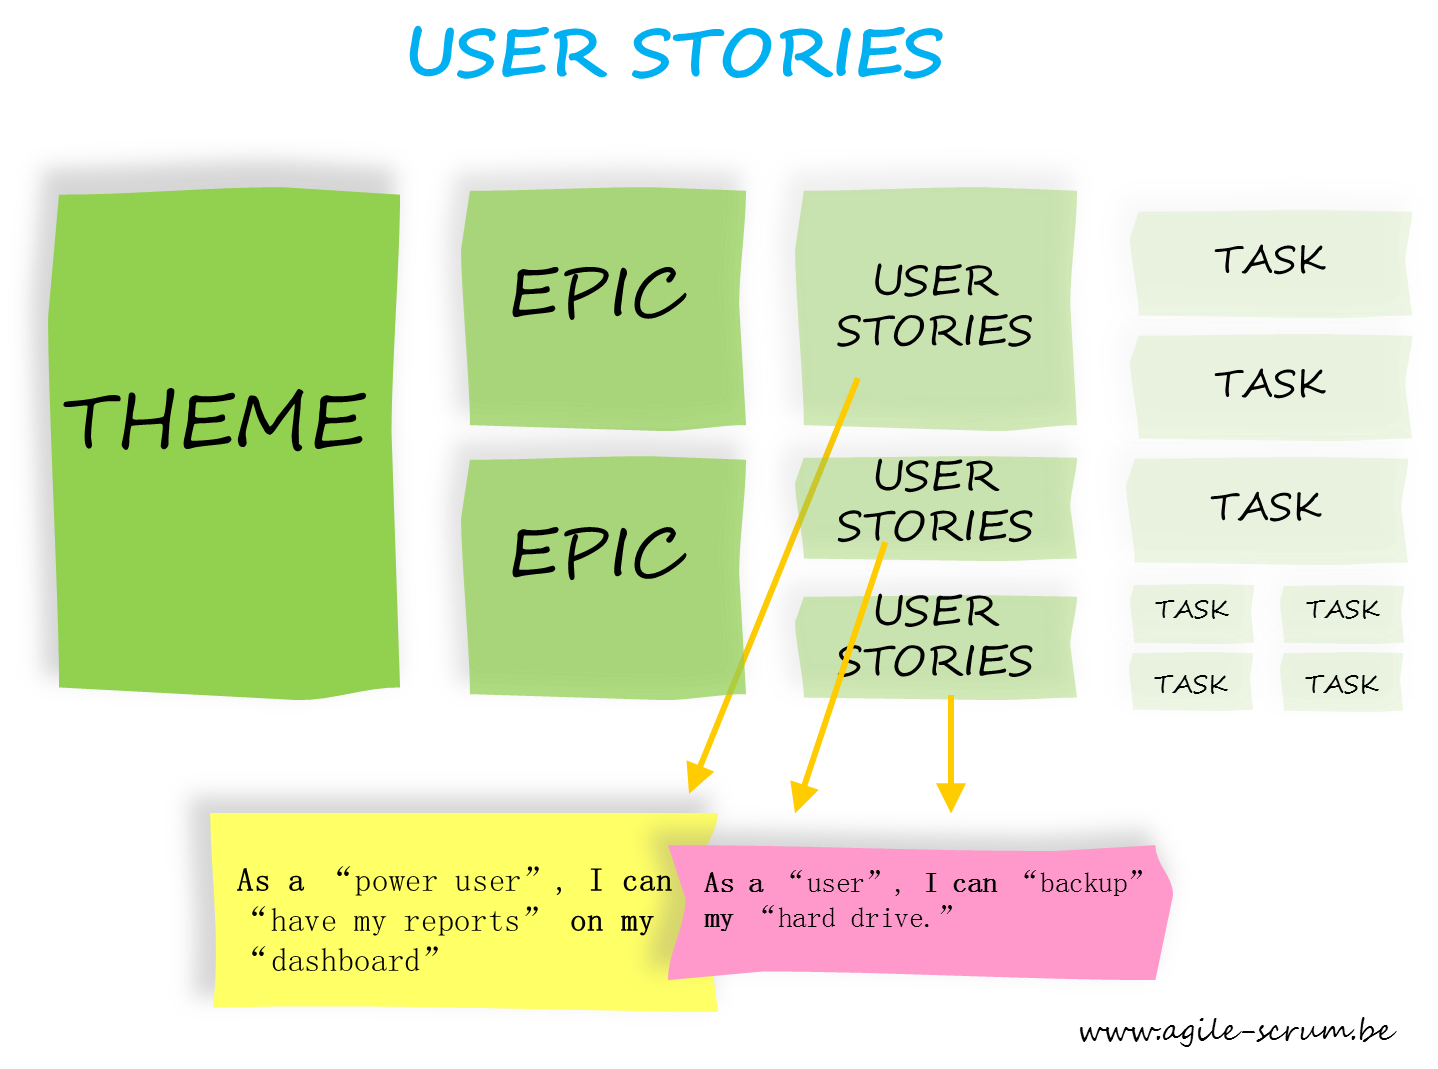 USER STORIES
THEME
EPIC
EPIC
USER
STORIES
USER
STORIES
USER
STORIES
TASK
TASK
TASK
TASK
TASK
TASK
TASK
As a “power user”, I can
“have my reports” on my
“dashboard”
As a “user”, I can “backup”
my “hard drive.”
www.agile-scrum.be